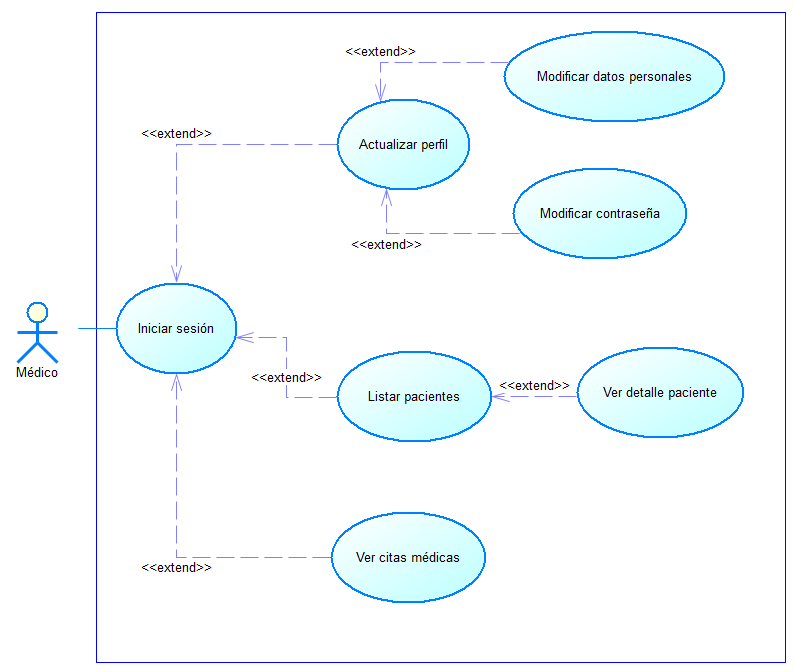 <<extend>>
Modificar datos personales
<<extend>>
Actualizar perfil
Modificar contraseña
<<extend>>
Iniciar sesión
Médico
<<extend>>
Listar pacientes
<<extend>>
Ver detalle paciente
Ver citas médicas
<<extend>>